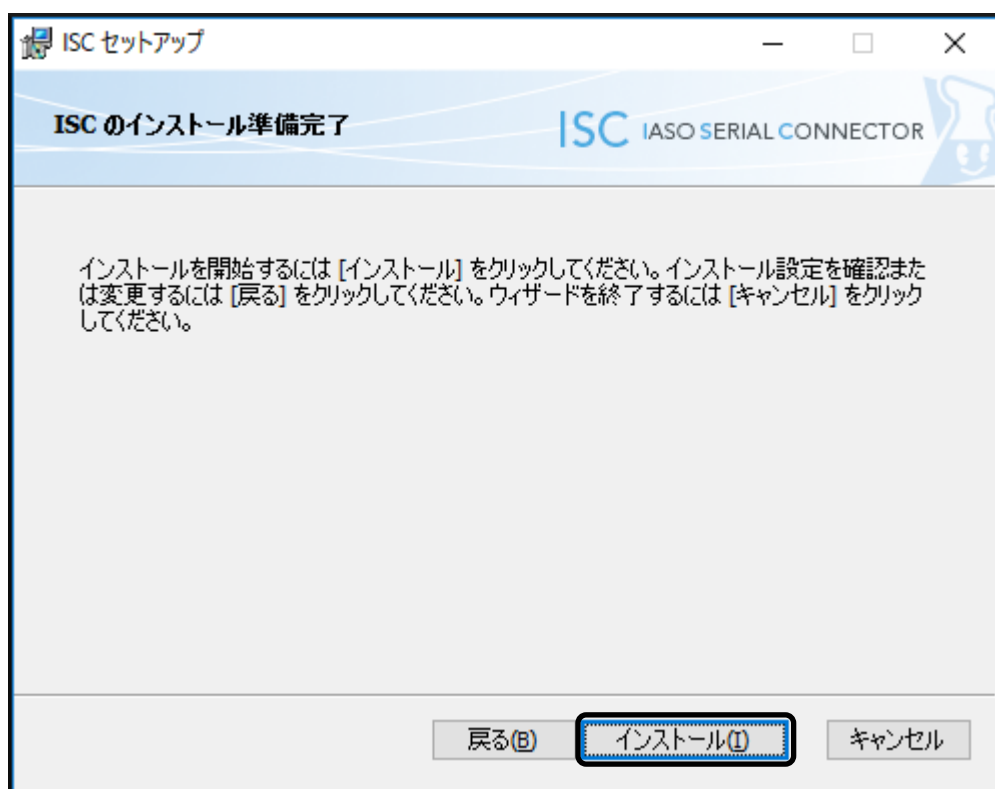 ISC セットアップ
ISC のインストール準備完了
ISC IASO SERIAL CONNECTOR
インストールを開始するには [インストール] をクリックしてください。インストール設定を確認また
は変更するには [戻る] をクリックしてください。ウィザードを終了するには [キャンセル] をクリック
してください。
戻る(B) インストール(I) キャンセル